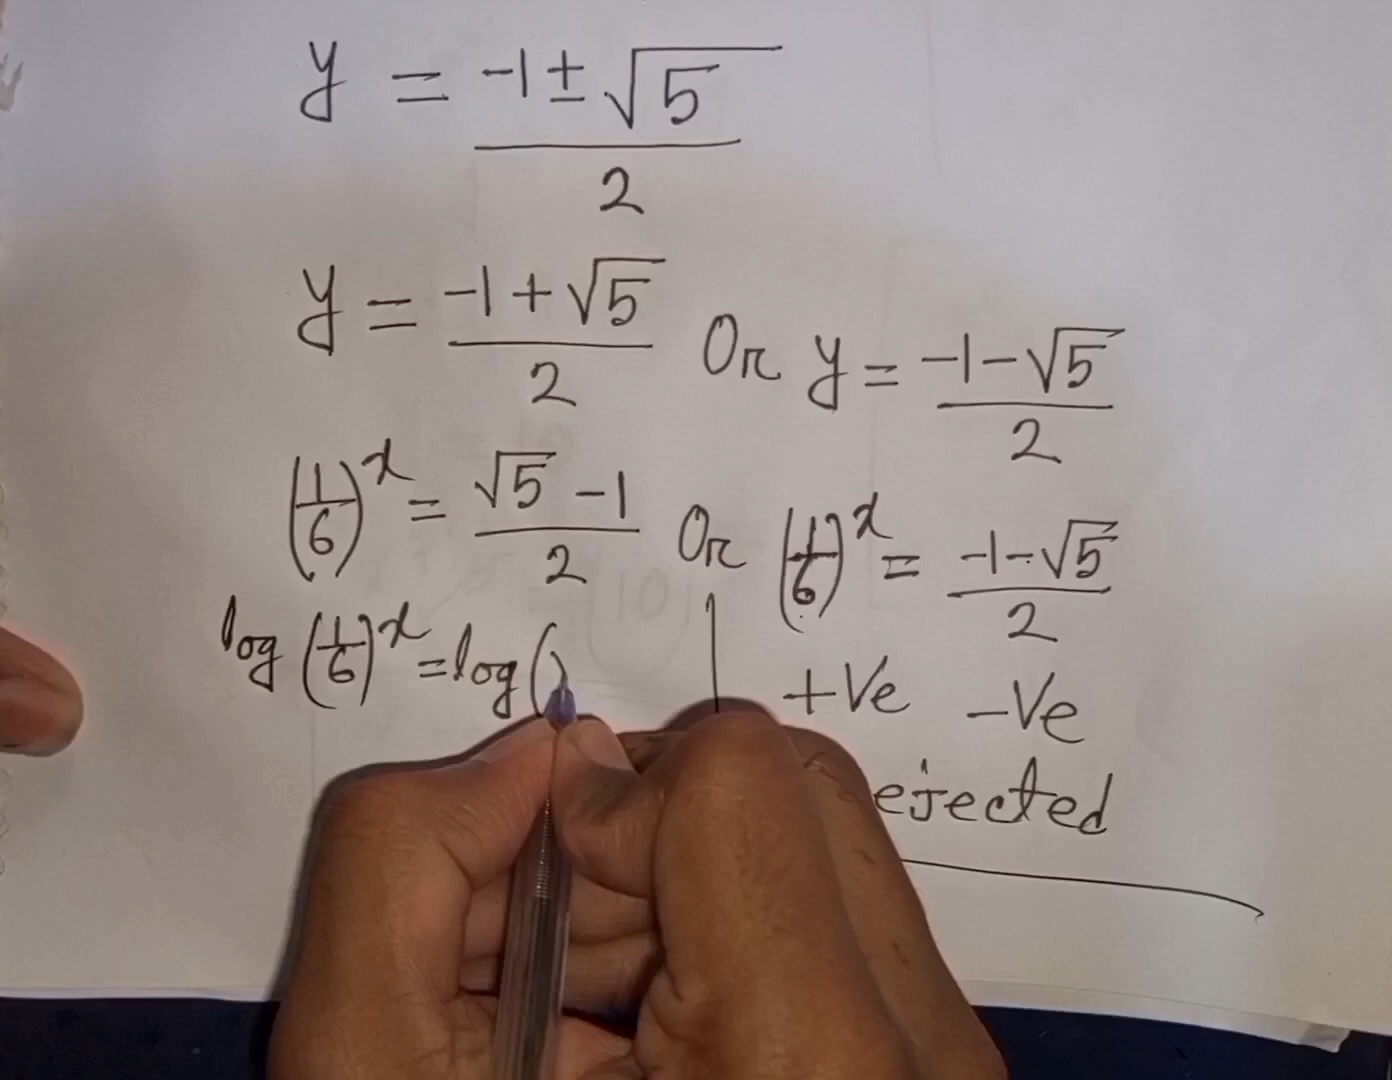 y = (-1 ± √5)/2
y = (-1 + √5)/2 Or y = (-1 - √5)/2
(1/6)^x = (√5 - 1)/2 Or (1/6)^x = (-1 - √5)/2
log (1/6)^x = log(
+Ve -Ve
ejected